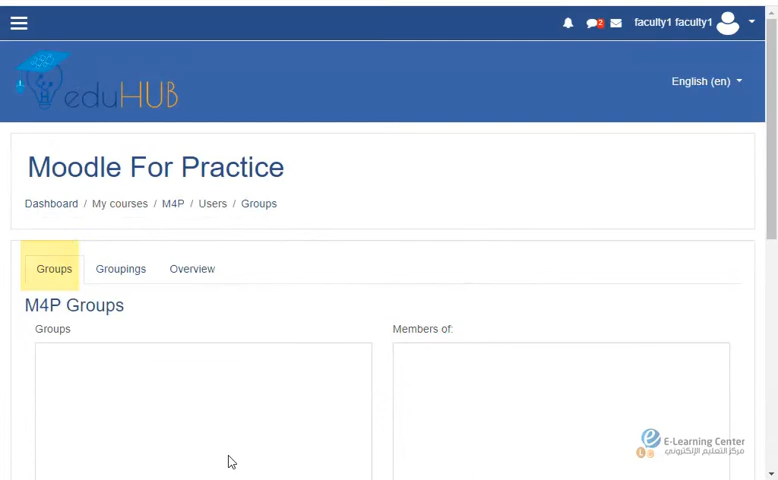 2
faculty1 faculty1
eduHUB
English (en)
Moodle For Practice
Dashboard / My courses / M4P / Users / Groups
Groups
Groupings
Overview
M4P Groups
Groups
Members of:
E-Learning Center
مركز التعليم الإلكتروني